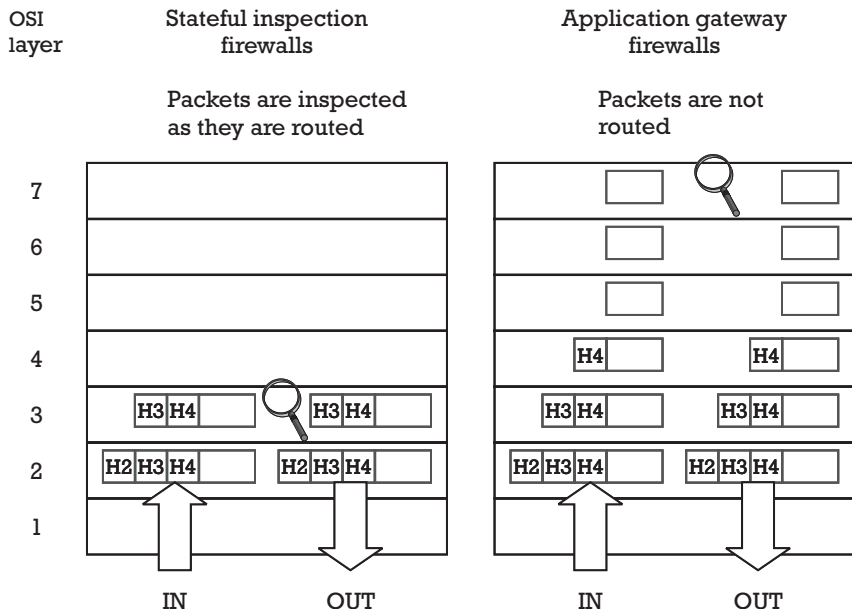 OSI
layer
Stateful inspection
firewalls
Application gateway
firewalls
Packets are inspected
as they are routed
Packets are not
routed
7
6
5
4
H4
H4
3
H3 H4
H3 H4
H3 H4
H3 H4
2
H2 H3 H4
H2 H3 H4
H2 H3 H4
H2 H3 H4
1
IN
OUT
IN
OUT